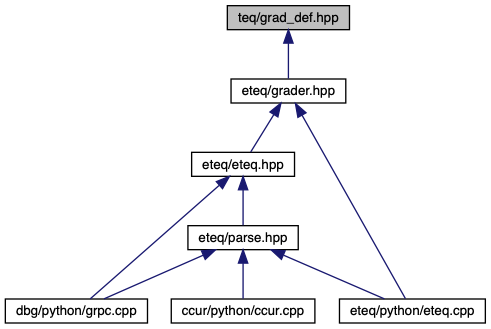 teq/grad_def.hpp
eteq/grader.hpp
eteq/eteq.hpp
eteq/parse.hpp
dbg/python/grpc.cpp
ccur/python/ccur.cpp
eteq/python/eteq.cpp